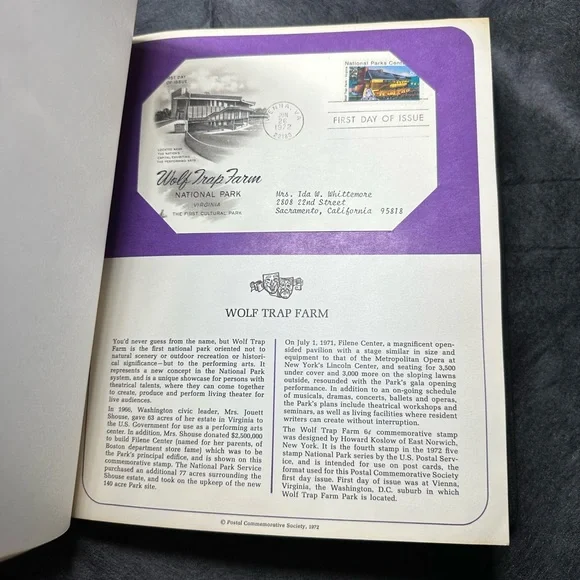 FIRST DAY OF ISSUE
National Parks Cente
VIENNA, VA.
JUN
26
1972
22180
FIRST DAY OF ISSUE
THE PERFORMING ARTS
Wolf Trap Farm
NATIONAL PARK
VIRGINIA
THE FIRST CULTURAL PARK
Mrs. Ida W. Whittemore
2808 22nd Street
Sacramento, California 95818
WOLF TRAP FARM
You'd never guess from the name, but Wolf Trap
Farm is the first national park oriented not to
natural scenery or outdoor recreation or histori-
cal significance—but to the performing arts. It
represents a new concept in the National Park
system, and is a unique showcase for persons with
theatrical talents, where they can come together
to create, produce and perform living theater for
live audiences.
In 1966, Washington civic leader, Mrs. Jouett
Shouse, gave 63 acres of her estate in Virginia to
the U.S. Government for use as a performing arts
center. In addition, Mrs. Shouse donated $2,500,000
to build Filene Center (named for her parents, of
Boston department store fame) which was to be
the Park's principal edifice, and is shown on this
commemorative stamp. The National Park Service
purchased an additional 77 acres surrounding the
Shouse estate, and took on the upkeep of the new
140 acre Park site.
On July 1, 1971, Filene Center, a magnificent open-
sided pavilion with a stage similar in size and
equipment to that of the Metropolitan Opera at
New York's Lincoln Center, and seating for 3,500
under cover and 3,000 more on the sloping lawns
outside, resounded with the Park's gala opening
performance. In addition to an on-going schedule
of musicals, dramas, concerts, ballets and operas,
the Park's plans include theatrical workshops and
seminars, as well as living facilities where resident
writers can create without interruption.
The Wolf Trap Farm 6¢ commemorative stamp
was designed by Howard Koslow of East Norwich,
New York. It is the fourth stamp in the 1972 five
stamp National Park series by the U.S. Postal Serv-
ice, and is intended for use on post cards, the
format used for this Postal Commemorative Society
first day issue. First day of issue was at Vienna,
Virginia, the Washington, D.C. suburb in which
Wolf Trap Farm Park is located.
© Postal Commemorative Society, 1972